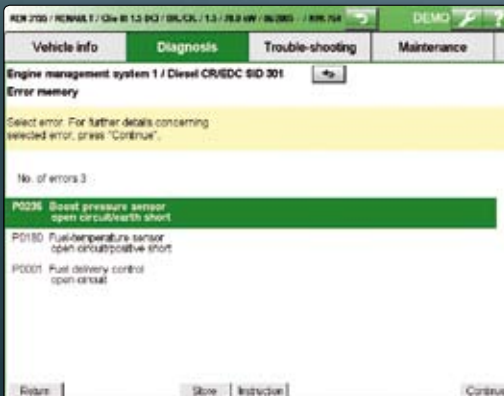 DEMO ?
Vehicle info Diagnosis Trouble-shooting Maintenance
Engine management system 1 / Diesel CR/EDC SID 301
Error memory
Select error. For further details concerning
selected error, press "Continue".
No. of errors 3
P0235 Boost pressure sensor
open circuit/earth short
P0180 Fuel-temperature sensor
open circuit/positive short
P0001 Fuel delivery control
open circuit
Return Store Instruction Continue